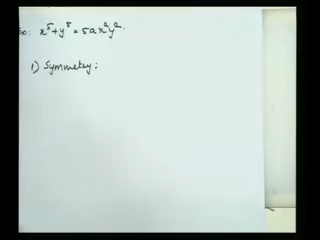 Ex: x⁵+y⁵ = 5ax²y².
1) Symmetry: